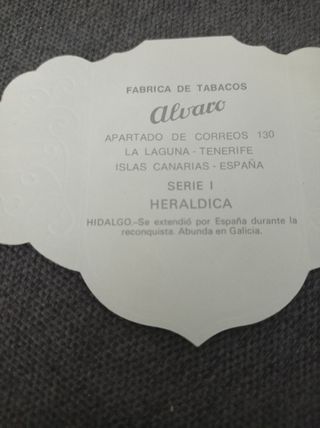 FABRICA DE TABACOS
Alvaro
APARTADO DE CORREOS 130
LA LAGUNA - TENERIFE
ISLAS CANARIAS - ESPAÑA
SERIE I
HERALDICA
HIDALGO.-Se extendió por España durante la
reconquista. Abunda en Galicia.